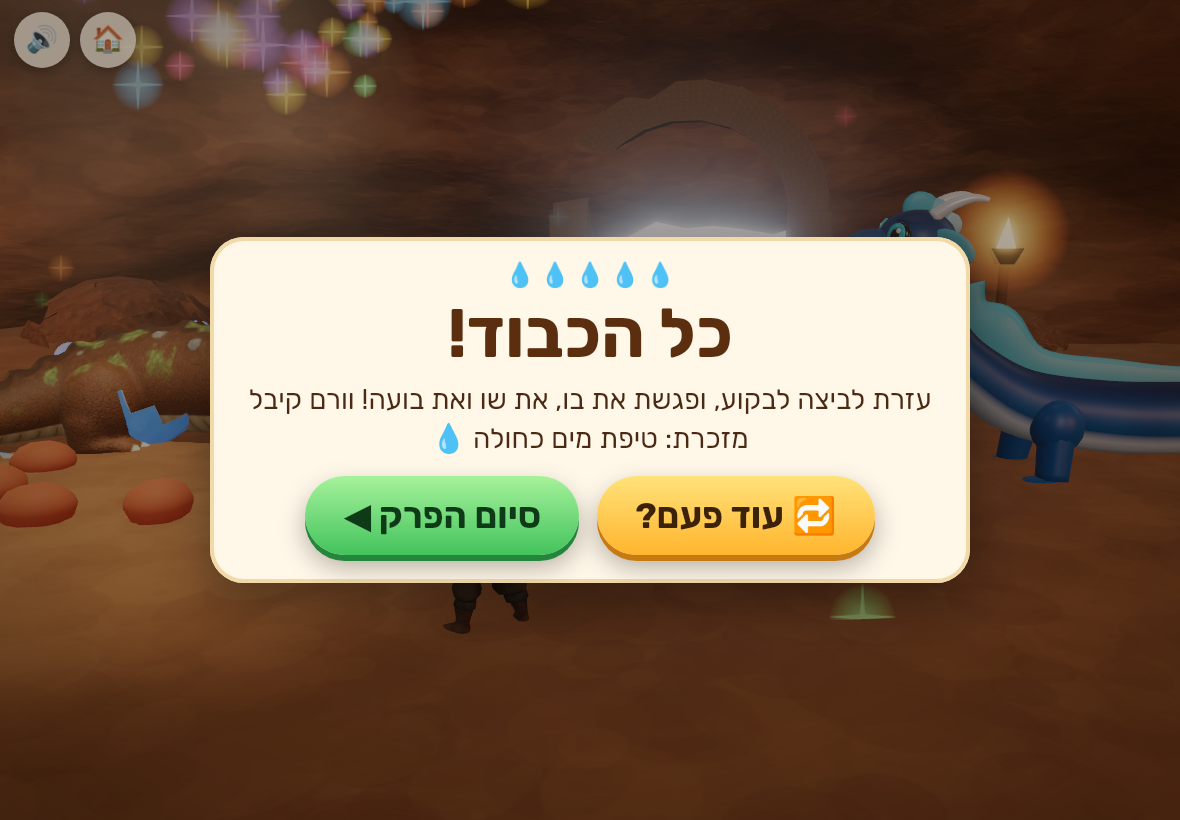 כל הכבוד!
עזרת לביצה לבקוע, ופגשת את בו, את שו ואת בועה! וורם קיבל
מזכרת: טיפת מים כחולה 💧
🔁 עוד פעם?
סיום הפרק ◀